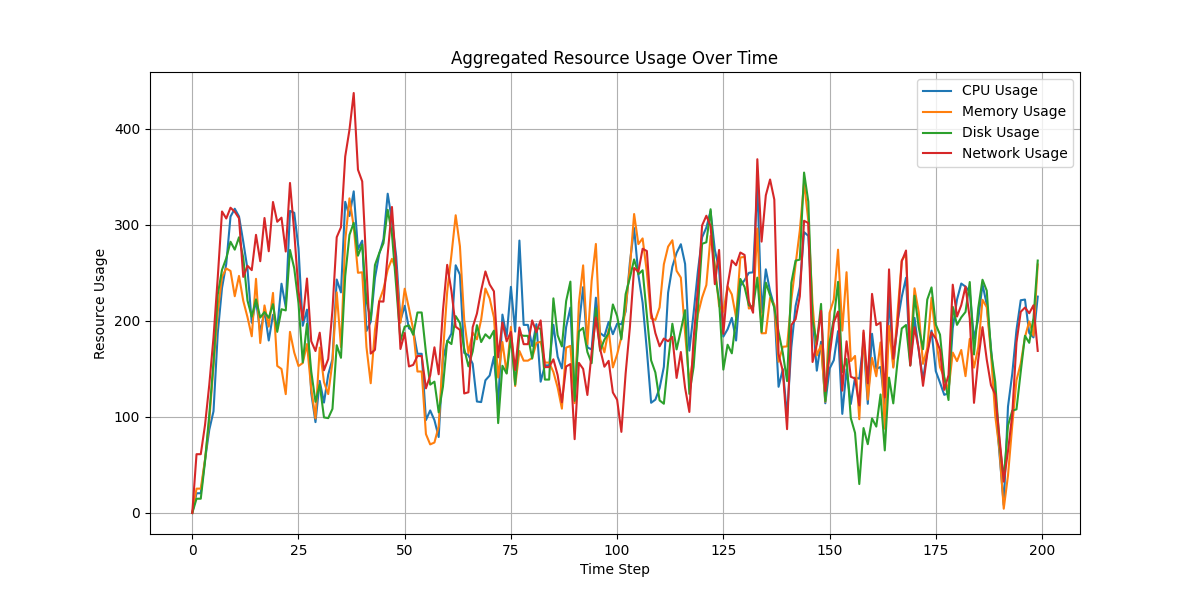 Aggregated Resource Usage Over Time
CPU Usage
Memory Usage
Disk Usage
Network Usage
Resource Usage
400
300
200
100
0
0 25 50 75 100 125 150 175 200
Time Step